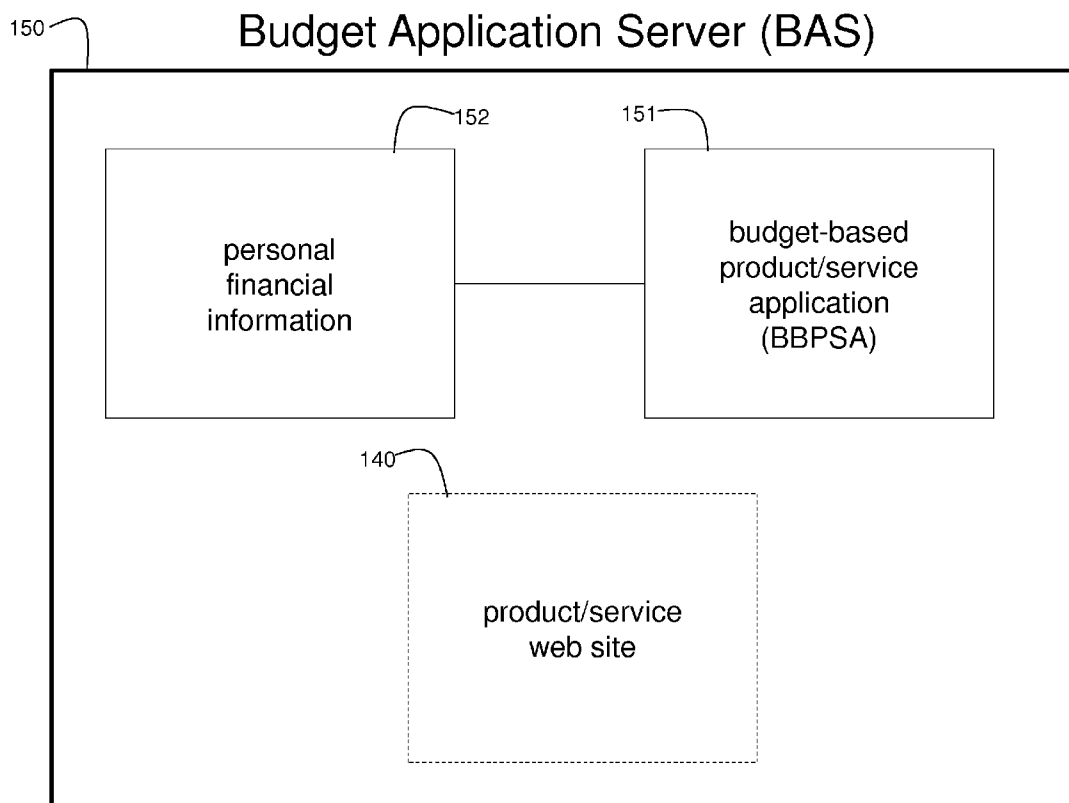 150
Budget Application Server (BAS)
152
151
personal
financial
information
budget-based
product/service
application
(BBPSA)
140
product/service
web site